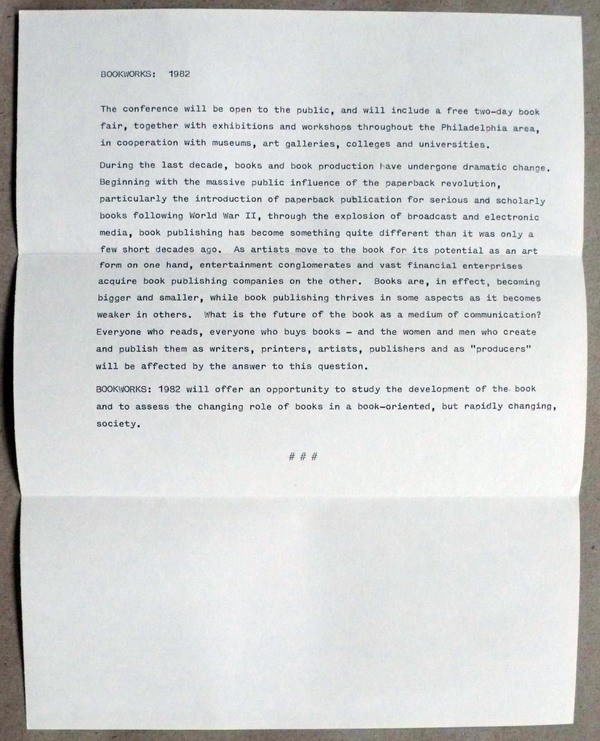 BOOKWORKS: 1982
The conference will be open to the public, and will include a free two-day book
fair, together with exhibitions and workshops throughout the Philadelphia area,
in cooperation with museums, art galleries, colleges and universities.
During the last decade, books and book production have undergone dramatic change.
Beginning with the massive public influence of the paperback revolution,
particularly the introduction of paperback publication for serious and scholarly
books following World War II, through the explosion of broadcast and electronic
media, book publishing has become something quite different than it was only a
few short decades ago. As artists move to the book for its potential as an art
form on one hand, entertainment conglomerates and vast financial enterprises
acquire book publishing companies on the other. Books are, in effect, becoming
bigger and smaller, while book publishing thrives in some aspects as it becomes
weaker in others. What is the future of the book as a medium of communication?
Everyone who reads, everyone who buys books - and the women and men who create
and publish them as writers, printers, artists, publishers and as "producers"
will be affected by the answer to this question.
BOOKWORKS: 1982 will offer an opportunity to study the development of the book
and to assess the changing role of books in a book-oriented, but rapidly changing,
society.
# # #